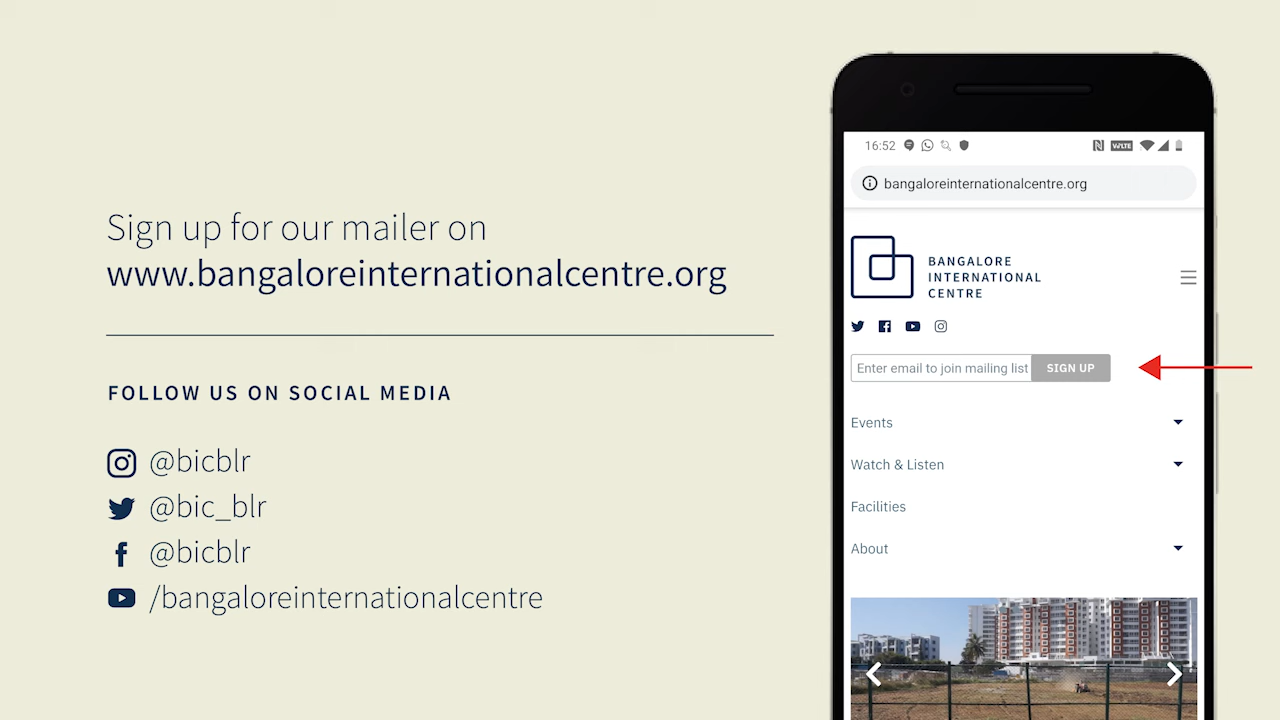 Sign up for our mailer on
www.bangaloreinternationalcentre.org
FOLLOW US ON SOCIAL MEDIA
@bicblr
@bic_blr
@bicblr
/bangaloreinternationalcentre
16:52
VoLTE
bangaloreinternationalcentre.org
BANGALORE
INTERNATIONAL
CENTRE
Enter email to join mailing list
SIGN UP
Events
Watch & Listen
Facilities
About